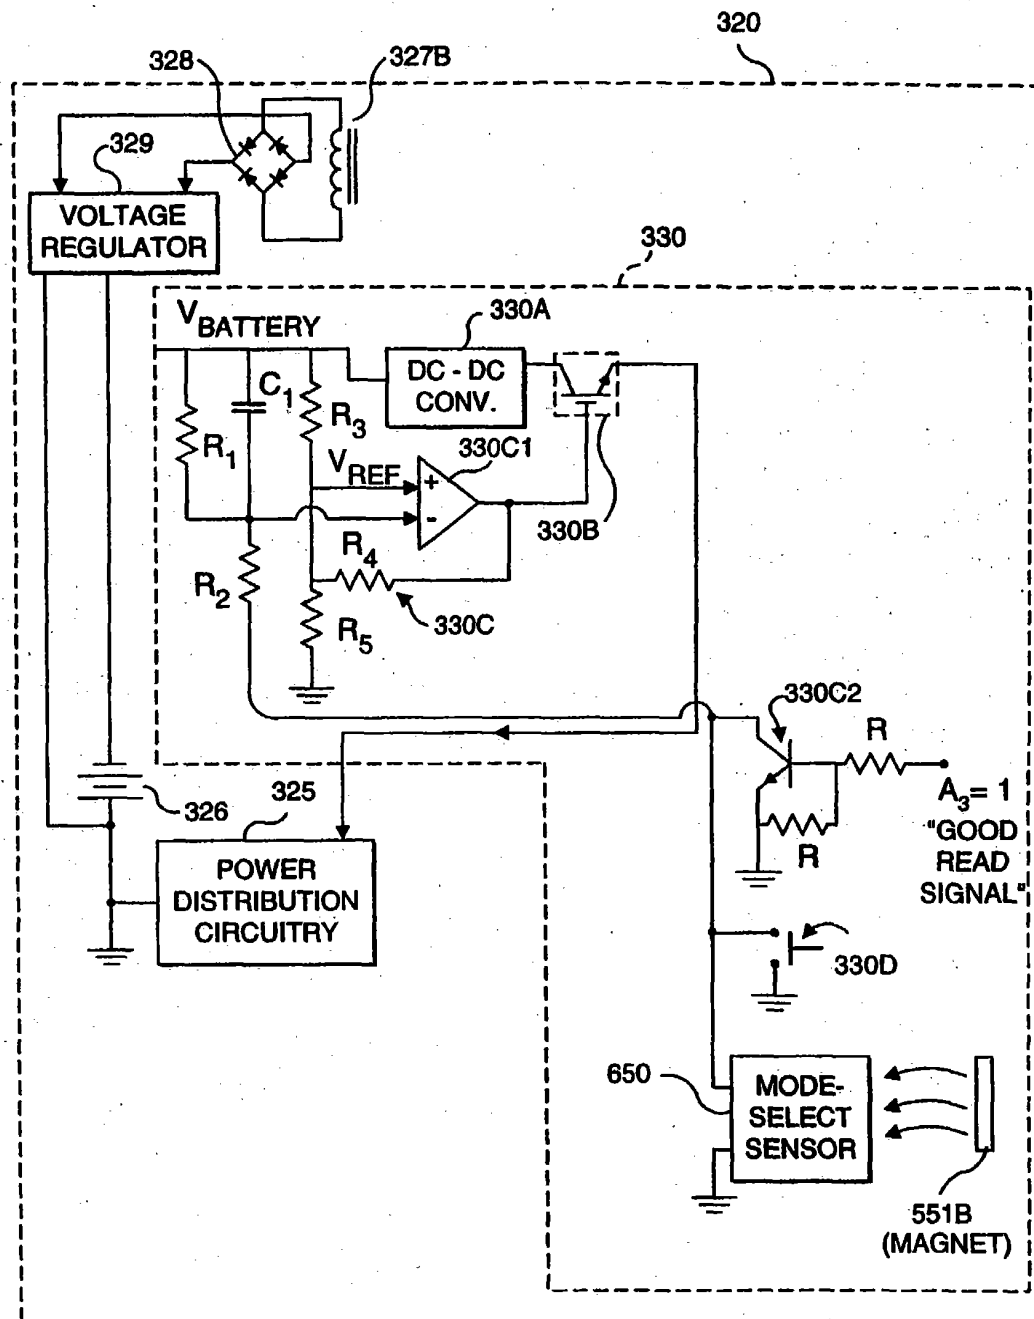 320
328
327B
329
VOLTAGE
REGULATOR
330
VBATTERY
330A
DC - DC
CONV.
C1
R3
R1
330C1
VREF
+
-
330B
R4
R2
R5
330C
330C2
R
A3= 1
"GOOD
READ
SIGNAL"
R
326
325
POWER
DISTRIBUTION
CIRCUITRY
330D
650
MODE-
SELECT
SENSOR
551B
(MAGNET)